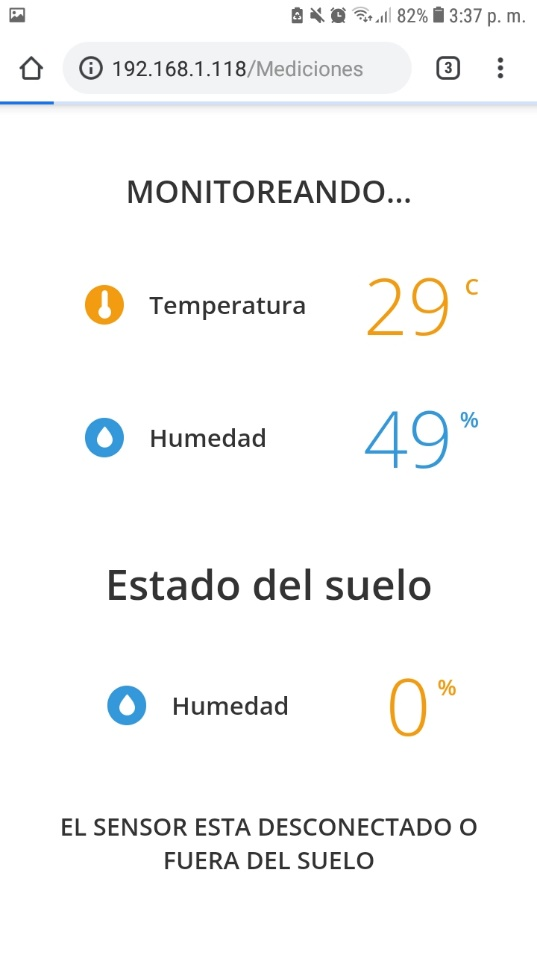 82% 3:37 p. m.
192.168.1.118/Mediciones 3
MONITOREANDO...
Temperatura 29 C
Humedad 49 %
Estado del suelo
Humedad 0 %
EL SENSOR ESTA DESCONECTADO O
FUERA DEL SUELO